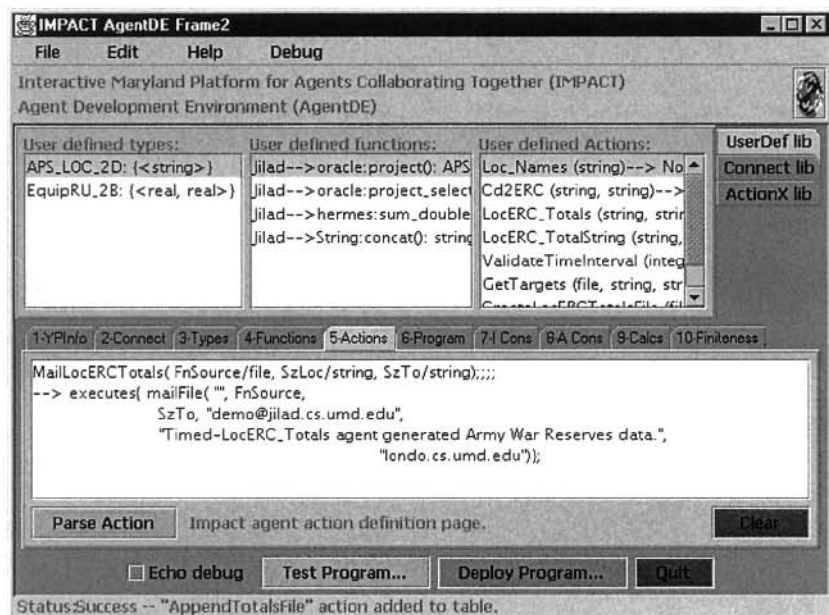 IMPACT AgentDE Frame2
File Edit Help Debug
Interactive Maryland Platform for Agents Collaborating Together (IMPACT)
Agent Development Environment (AgentDE)
User defined types: User defined functions: User defined Actions: UserDef lib
APS_LOC_2D: {<string>} Jilad-->oracle:project(): APS Loc_Names (string)--> No Connect lib
EquipRU_2B: {<real, real>} Jilad-->oracle:project_select Cd2ERC (string, string)--> ActionX lib
Jilad-->hermes:sum_double LocERC_Totals (string, strin
Jilad-->String:concat(): string LocERC_TotalString (string,
ValidateTimeInterval (integ
GetTargets (file, string, str
1-YPInfo 2-Connect 3-Types 4-Functions 5-Actions 6-Program 7-I Cons 8-A Cons 9-Calcs 10-Finiteness
MailLocERCTotals( FnSource/file, SzLoc/string, SzTo/string);;;;
--> executes( mailFile( "", FnSource,
SzTo, "demo@jilad.cs.umd.edu",
"Timed-LocERC_Totals agent generated Army War Reserves data.",
"londo.cs.umd.edu"));
Parse Action Impact agent action definition page. Clear
Echo debug Test Program... Deploy Program... Quit
Status:Success -- "AppendTotalsFile" action added to table.